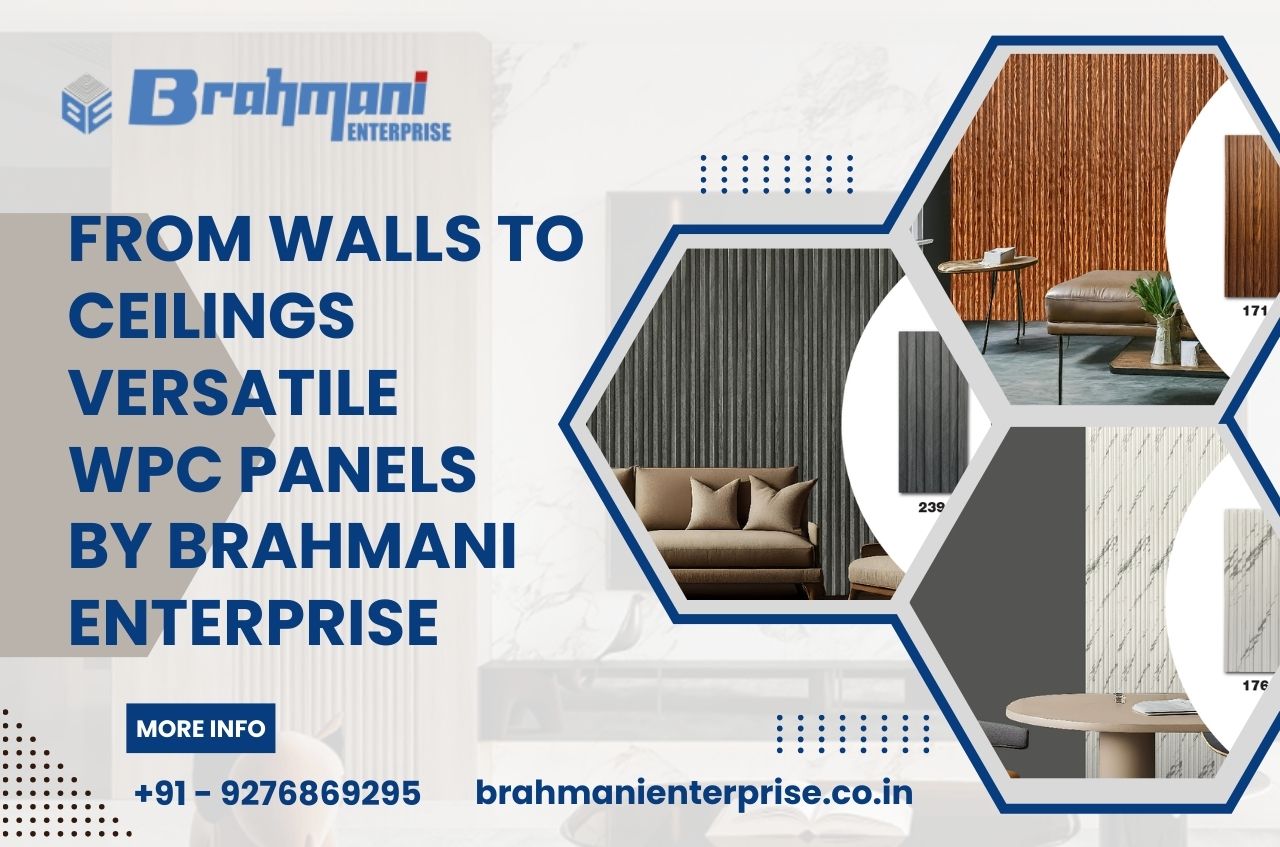 BE
Brahmani
ENTERPRISE
FROM WALLS TO
CEILINGS
VERSATILE
WPC PANELS
BY BRAHMANI
ENTERPRISE
171
239
176
MORE INFO
+91 - 9276869295
brahmanienterprise.co.in